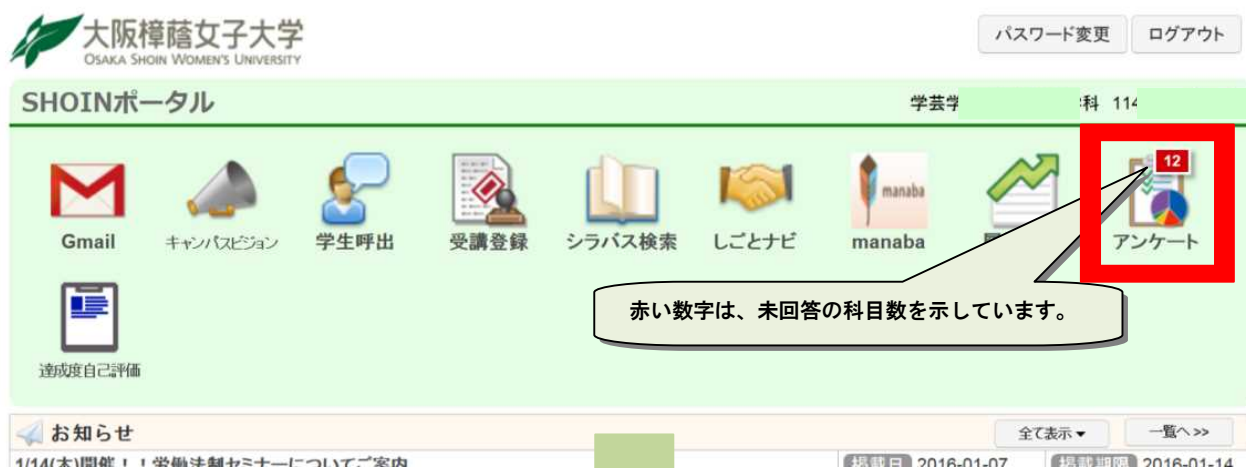 大阪樟蔭女子大学
OSAKA SHOIN WOMEN'S UNIVERSITY
パスワード変更 ログアウト
SHOINポータル
学芸学 科 114
12
manaba
Gmail キャンパスビジョン 学生呼出 受講登録 シラバス検索 しごとナビ manaba アンケート
赤い数字は、未回答の科目数を示しています。
達成度自己評価
お知らせ
全て表示▼ 一覧へ >>
1/14(木)開催！！労働法制セミナーについてご案内 掲載日 2016-01-07 掲載期限 2016-01-14